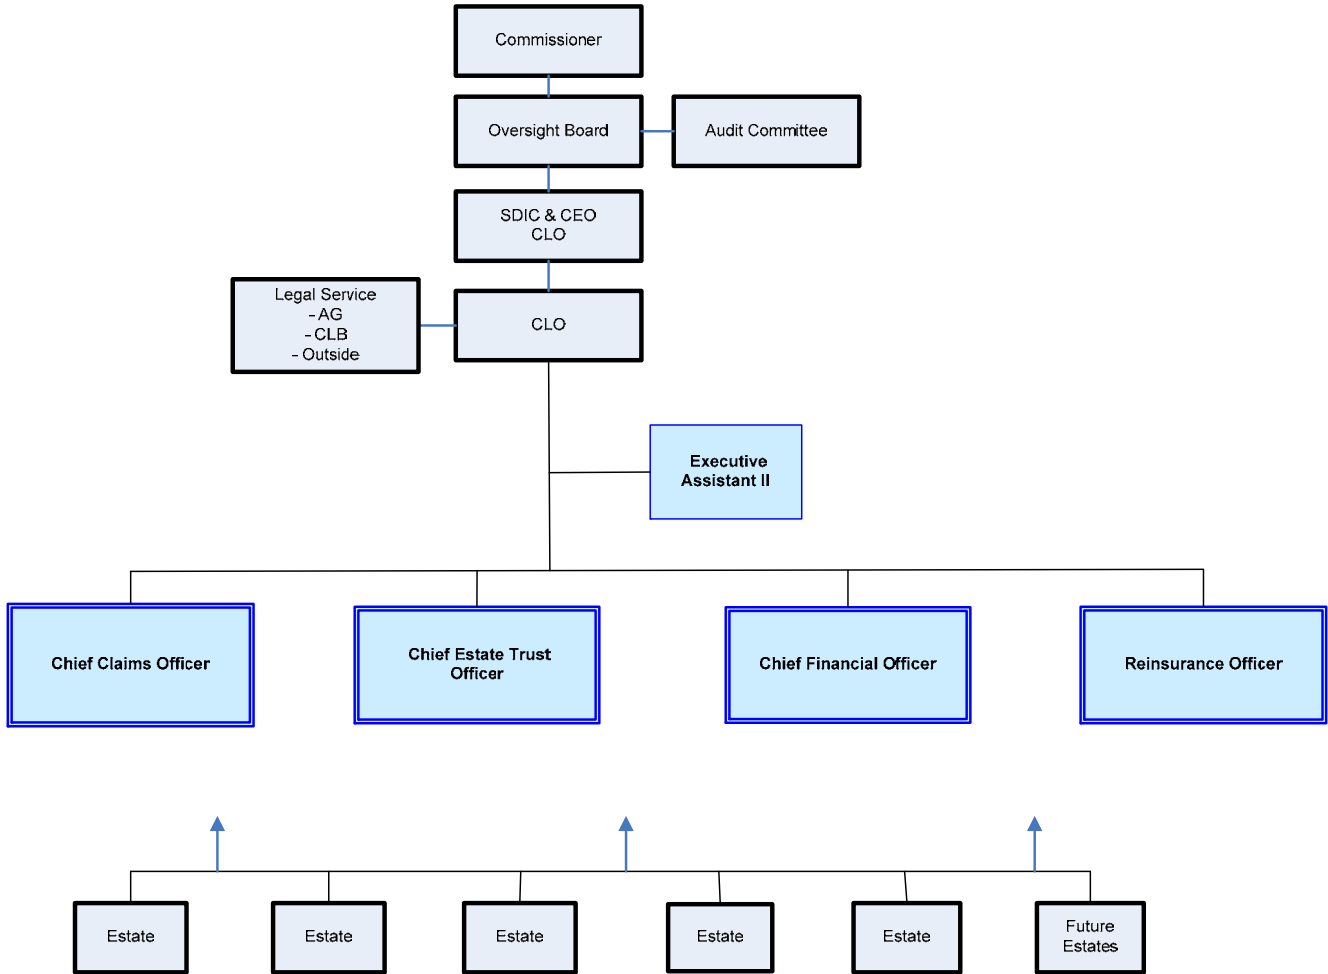 Commissioner
Oversight Board
Audit Committee
SDIC & CEO
CLO
Legal Service
- AG
- CLB
- Outside
CLO
Executive
Assistant II
Chief Claims Officer
Chief Estate Trust
Officer
Chief Financial Officer
Reinsurance Officer
Estate
Estate
Estate
Estate
Estate
Future
Estates